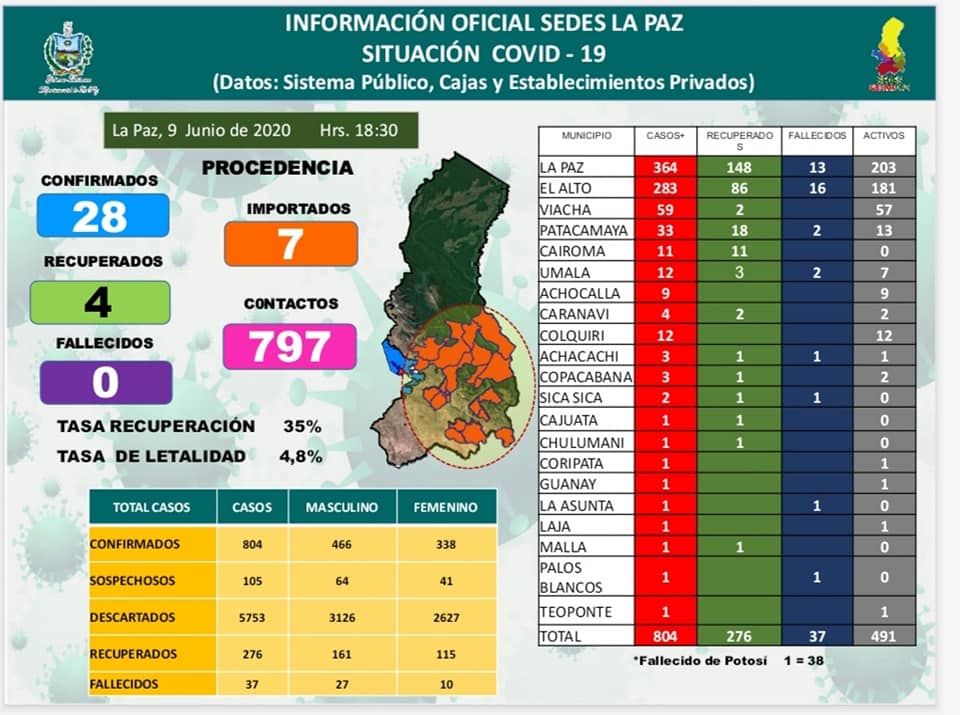 INFORMACIÓN OFICIAL SEDES LA PAZ
SITUACIÓN COVID - 19
(Datos: Sistema Público, Cajas y Establecimientos Privados)
La Paz, 9 Junio de 2020 Hrs. 18:30
PROCEDENCIA
CONFIRMADOS
28
IMPORTADOS
7
RECUPERADOS
4
C0NTACTOS
797
FALLECIDOS
0
TASA RECUPERACIÓN 35%
TASA DE LETALIDAD 4,8%
TOTAL CASOS CASOS MASCULINO FEMENINO
CONFIRMADOS 804 466 338
SOSPECHOSOS 105 64 41
DESCARTADOS 5753 3126 2627
RECUPERADOS 276 161 115
FALLECIDOS 37 27 10
MUNICIPIO CASOS+ RECUPERADO FALLECIDOS ACTIVOS
S
LA PAZ 364 148 13 203
EL ALTO 283 86 16 181
VIACHA 59 2 57
PATACAMAYA 33 18 2 13
CAIROMA 11 11 0
UMALA 12 3 2 7
ACHOCALLA 9 9
CARANAVI 4 2 2
COLQUIRI 12 12
ACHACACHI 3 1 1 1
COPACABANA 3 1 2
SICA SICA 2 1 1 0
CAJUATA 1 1 0
CHULUMANI 1 1 0
CORIPATA 1 1
GUANAY 1 1
LA ASUNTA 1 1 0
LAJA 1 1
MALLA 1 1 0
PALOS
BLANCOS 1 1 0
TEOPONTE 1 1
TOTAL 804 276 37 491
*Fallecido de Potosí 1 = 38